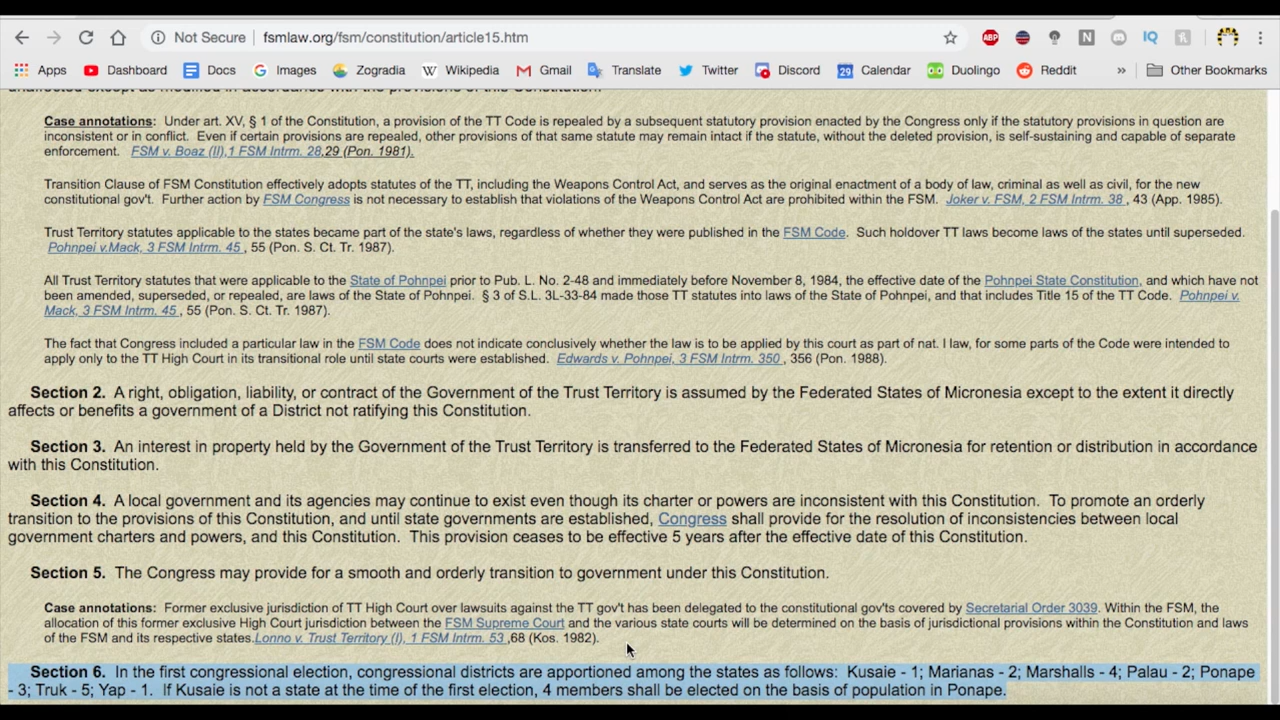 Not Secure fsmlaw.org/fsm/constitution/article15.htm ABP N IQ
Apps Dashboard Docs Images Zogradia W Wikipedia Gmail Translate Twitter Discord 29 Calendar Duolingo Reddit » Other Bookmarks
unaffected except as modified in accordance with the provisions of this Constitution.
Case annotations: Under art. XV, § 1 of the Constitution, a provision of the TT Code is repealed by a subsequent statutory provision enacted by the Congress only if the statutory provisions in question are
inconsistent or in conflict. Even if certain provisions are repealed, other provisions of that same statute may remain intact if the statute, without the deleted provision, is self-sustaining and capable of separate
enforcement. FSM v. Boaz (II),1 FSM Intrm. 28,29 (Pon. 1981).
Transition Clause of FSM Constitution effectively adopts statutes of the TT, including the Weapons Control Act, and serves as the original enactment of a body of law, criminal as well as civil, for the new
constitutional gov't. Further action by FSM Congress is not necessary to establish that violations of the Weapons Control Act are prohibited within the FSM. Joker v. FSM, 2 FSM Intrm. 38 , 43 (App. 1985).
Trust Territory statutes applicable to the states became part of the state's laws, regardless of whether they were published in the FSM Code. Such holdover TT laws become laws of the states until superseded.
Pohnpei v.Mack, 3 FSM Intrm. 45 , 55 (Pon. S. Ct. Tr. 1987).
All Trust Territory statutes that were applicable to the State of Pohnpei prior to Pub. L. No. 2-48 and immediately before November 8, 1984, the effective date of the Pohnpei State Constitution, and which have not
been amended, superseded, or repealed, are laws of the State of Pohnpei. § 3 of S.L. 3L-33-84 made those TT statutes into laws of the State of Pohnpei, and that includes Title 15 of the TT Code. Pohnpei v.
Mack, 3 FSM Intrm. 45 , 55 (Pon. S. Ct. Tr. 1987).
The fact that Congress included a particular law in the FSM Code does not indicate conclusively whether the law is to be applied by this court as part of nat. l law, for some parts of the Code were intended to
apply only to the TT High Court in its transitional role until state courts were established. Edwards v. Pohnpei, 3 FSM Intrm. 350 , 356 (Pon. 1988).
Section 2. A right, obligation, liability, or contract of the Government of the Trust Territory is assumed by the Federated States of Micronesia except to the extent it directly
affects or benefits a government of a District not ratifying this Constitution.
Section 3. An interest in property held by the Government of the Trust Territory is transferred to the Federated States of Micronesia for retention or distribution in accordance
with this Constitution.
Section 4. A local government and its agencies may continue to exist even though its charter or powers are inconsistent with this Constitution. To promote an orderly
transition to the provisions of this Constitution, and until state governments are established, Congress shall provide for the resolution of inconsistencies between local
government charters and powers, and this Constitution. This provision ceases to be effective 5 years after the effective date of this Constitution.
Section 5. The Congress may provide for a smooth and orderly transition to government under this Constitution.
Case annotations: Former exclusive jurisdiction of TT High Court over lawsuits against the TT gov't has been delegated to the constitutional gov'ts covered by Secretarial Order 3039. Within the FSM, the
allocation of this former exclusive High Court jurisdiction between the FSM Supreme Court and the various state courts will be determined on the basis of jurisdictional provisions within the Constitution and laws
of the FSM and its respective states.Lonno v. Trust Territory (I), 1 FSM Intrm. 53 ,68 (Kos. 1982).
Section 6. In the first congressional election, congressional districts are apportioned among the states as follows: Kusaie - 1; Marianas - 2; Marshalls - 4; Palau - 2; Ponape
- 3; Truk - 5; Yap - 1. If Kusaie is not a state at the time of the first election, 4 members shall be elected on the basis of population in Ponape.